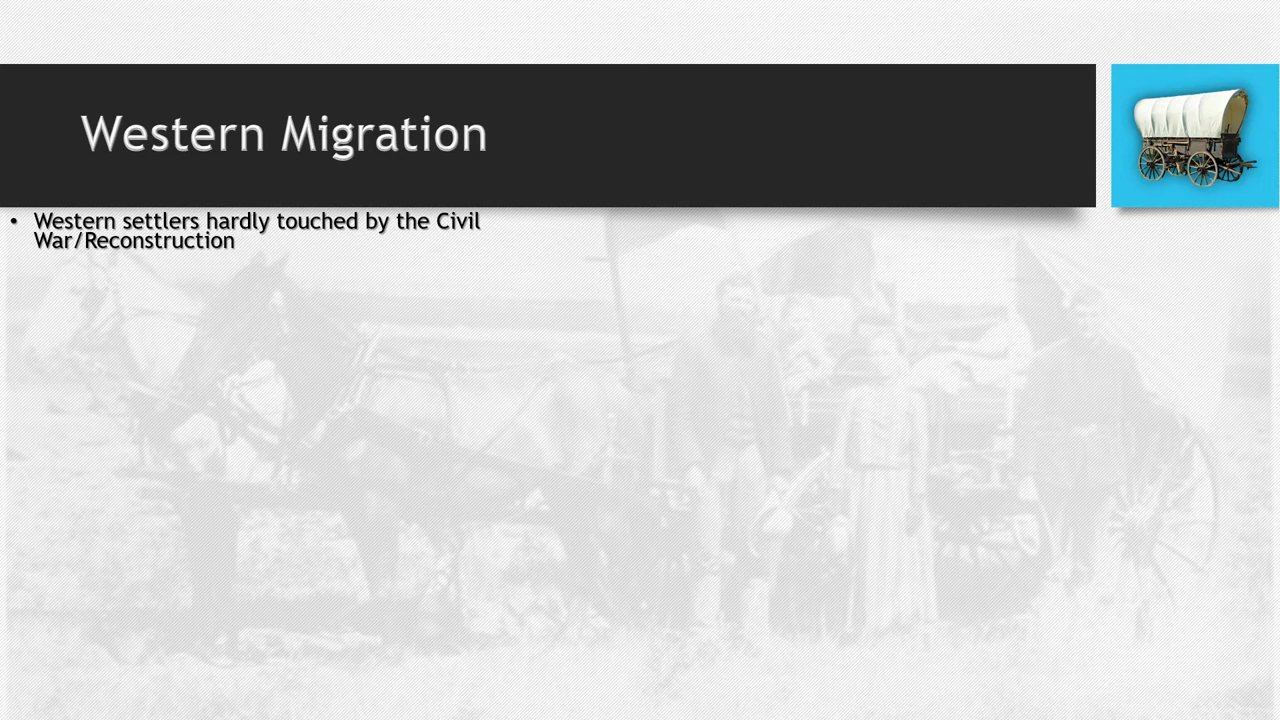 Western Migration
• Western settlers hardly touched by the Civil
War/Reconstruction